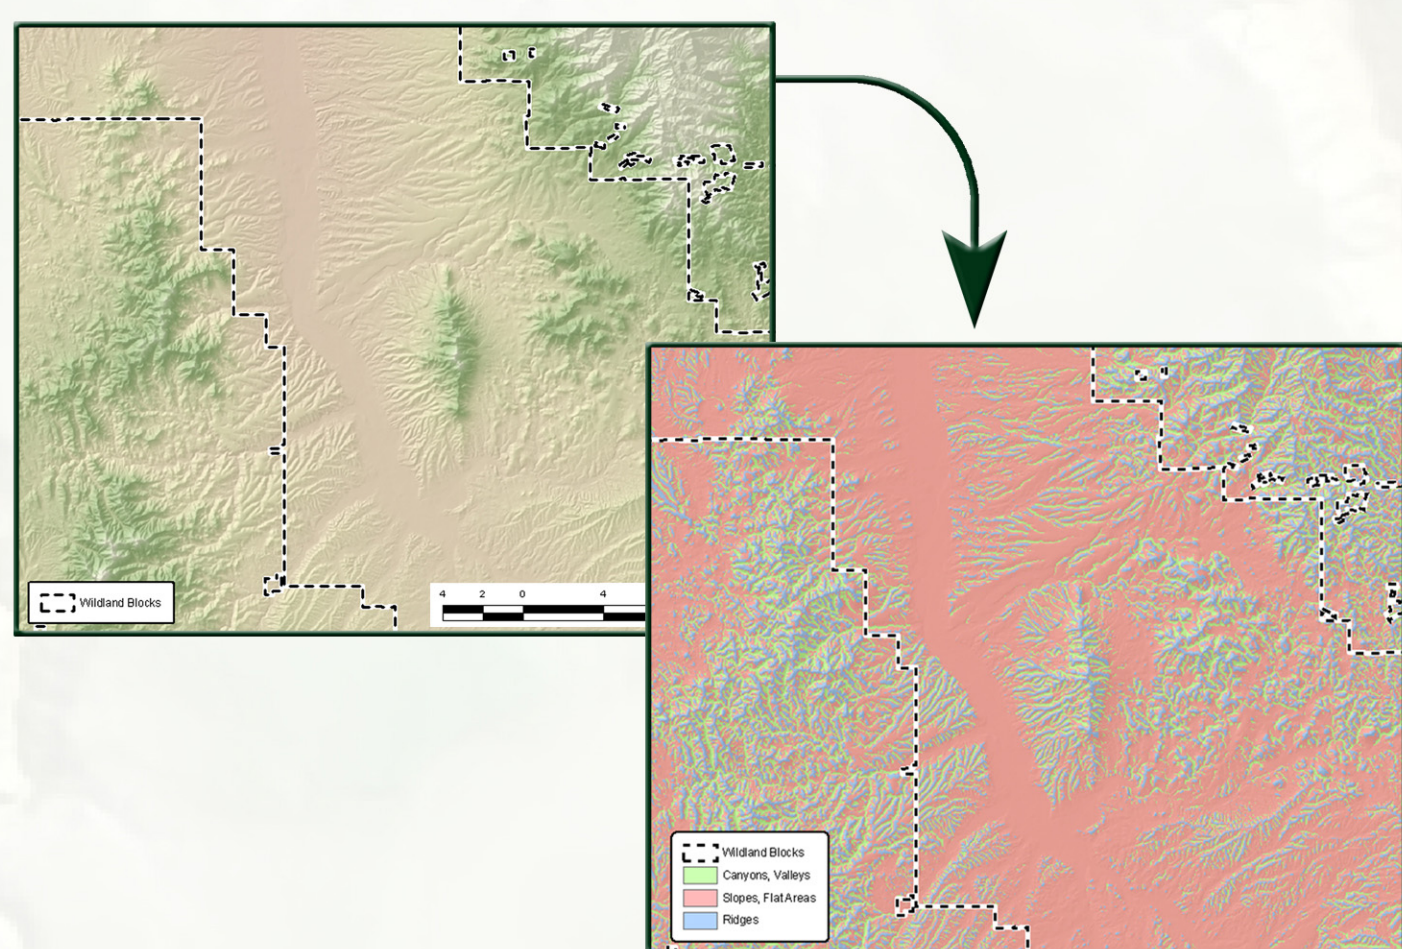 Wildland Blocks
4 2 0 4
Wildland Blocks
Canyons, Valleys
Slopes, Flat Areas
Ridges